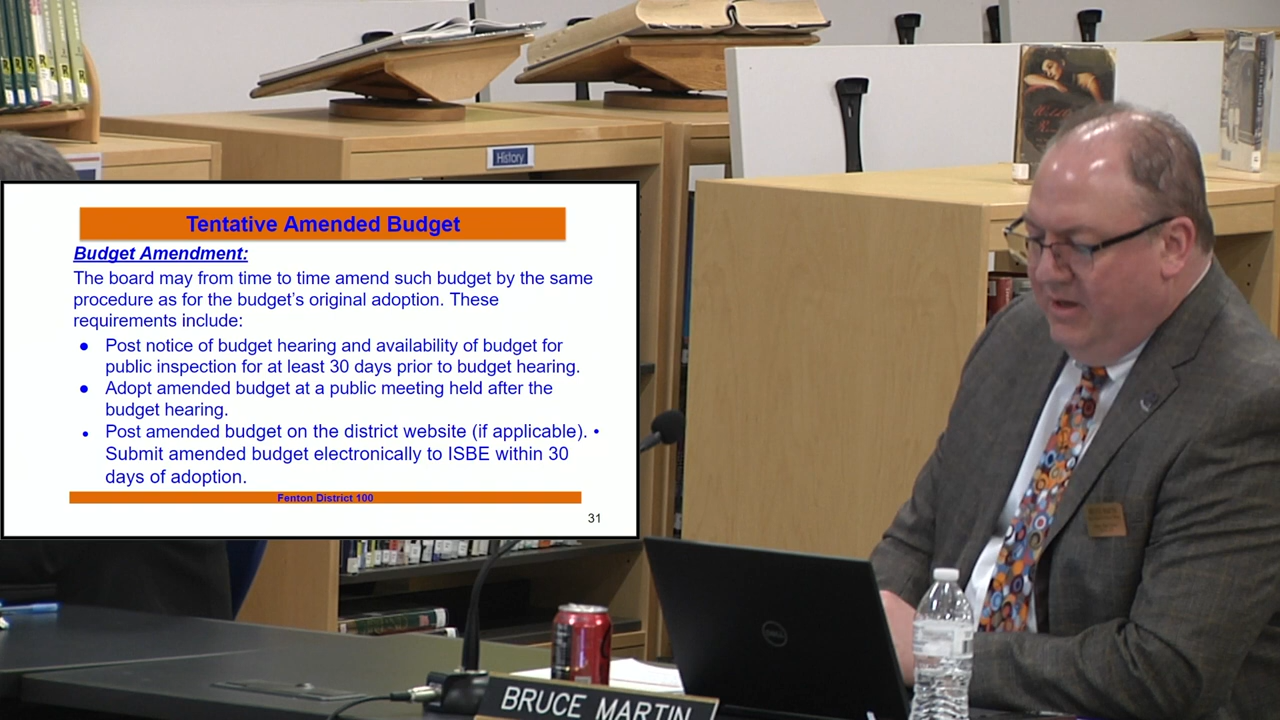 History
Tentative Amended Budget
Budget Amendment:
The board may from time to time amend such budget by the same
procedure as for the budget's original adoption. These
requirements include:
● Post notice of budget hearing and availability of budget for
public inspection for at least 30 days prior to budget hearing.
● Adopt amended budget at a public meeting held after the
budget hearing.
● Post amended budget on the district website (if applicable). •
Submit amended budget electronically to ISBE within 30
days of adoption.
Fenton District 100
31
DELL
BRUCE MARTIN